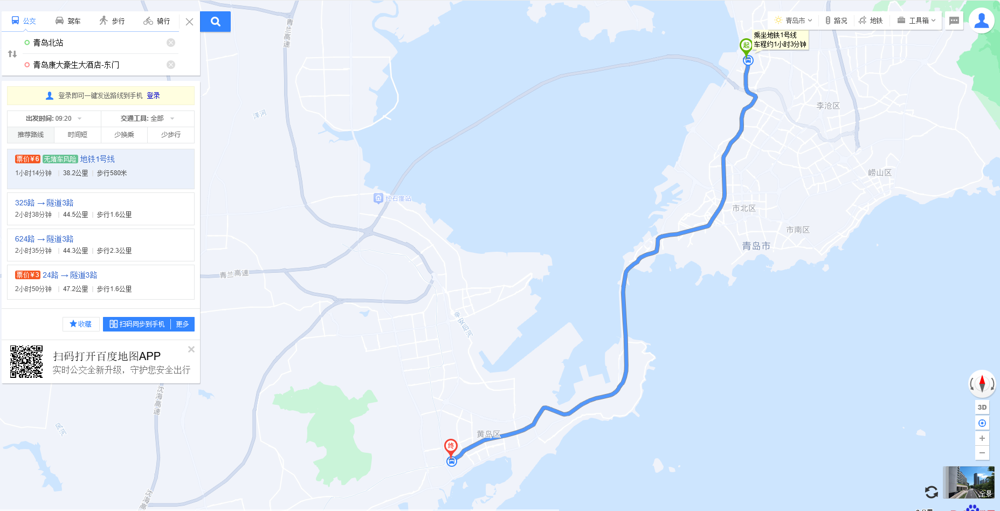 公交
驾车
步行
骑行
青岛北站
青岛康大豪生大酒店-东门
登录即可一键发送路线到手机 登录
出发时间: 09:20
交通工具: 全部
推荐路线
时间短
少换乘
少步行
票价¥6 无堵车风险 地铁1号线
1小时14分钟 | 38.2公里 | 步行580米
325路 → 隧道3路
2小时38分钟 | 44.5公里 | 步行1.6公里
624路 → 隧道3路
2小时35分钟 | 44.3公里 | 步行2.3公里
票价¥3 24路 → 隧道3路
2小时50分钟 | 47.2公里 | 步行1.6公里
收藏
扫码同步到手机 | 更多
扫码打开百度地图APP
实时公交全新升级，守护您安全出行
青岛市
路况
地铁
工具箱
乘坐地铁1号线
车程约1小时3分钟
起
青兰高速
洋河
李沧区
崂山区
红石崖站
市北区
市南区
青岛市
青兰高速
辛安后河
沈海高速
风河
黄岛区
终
沈海高速
3D
全景